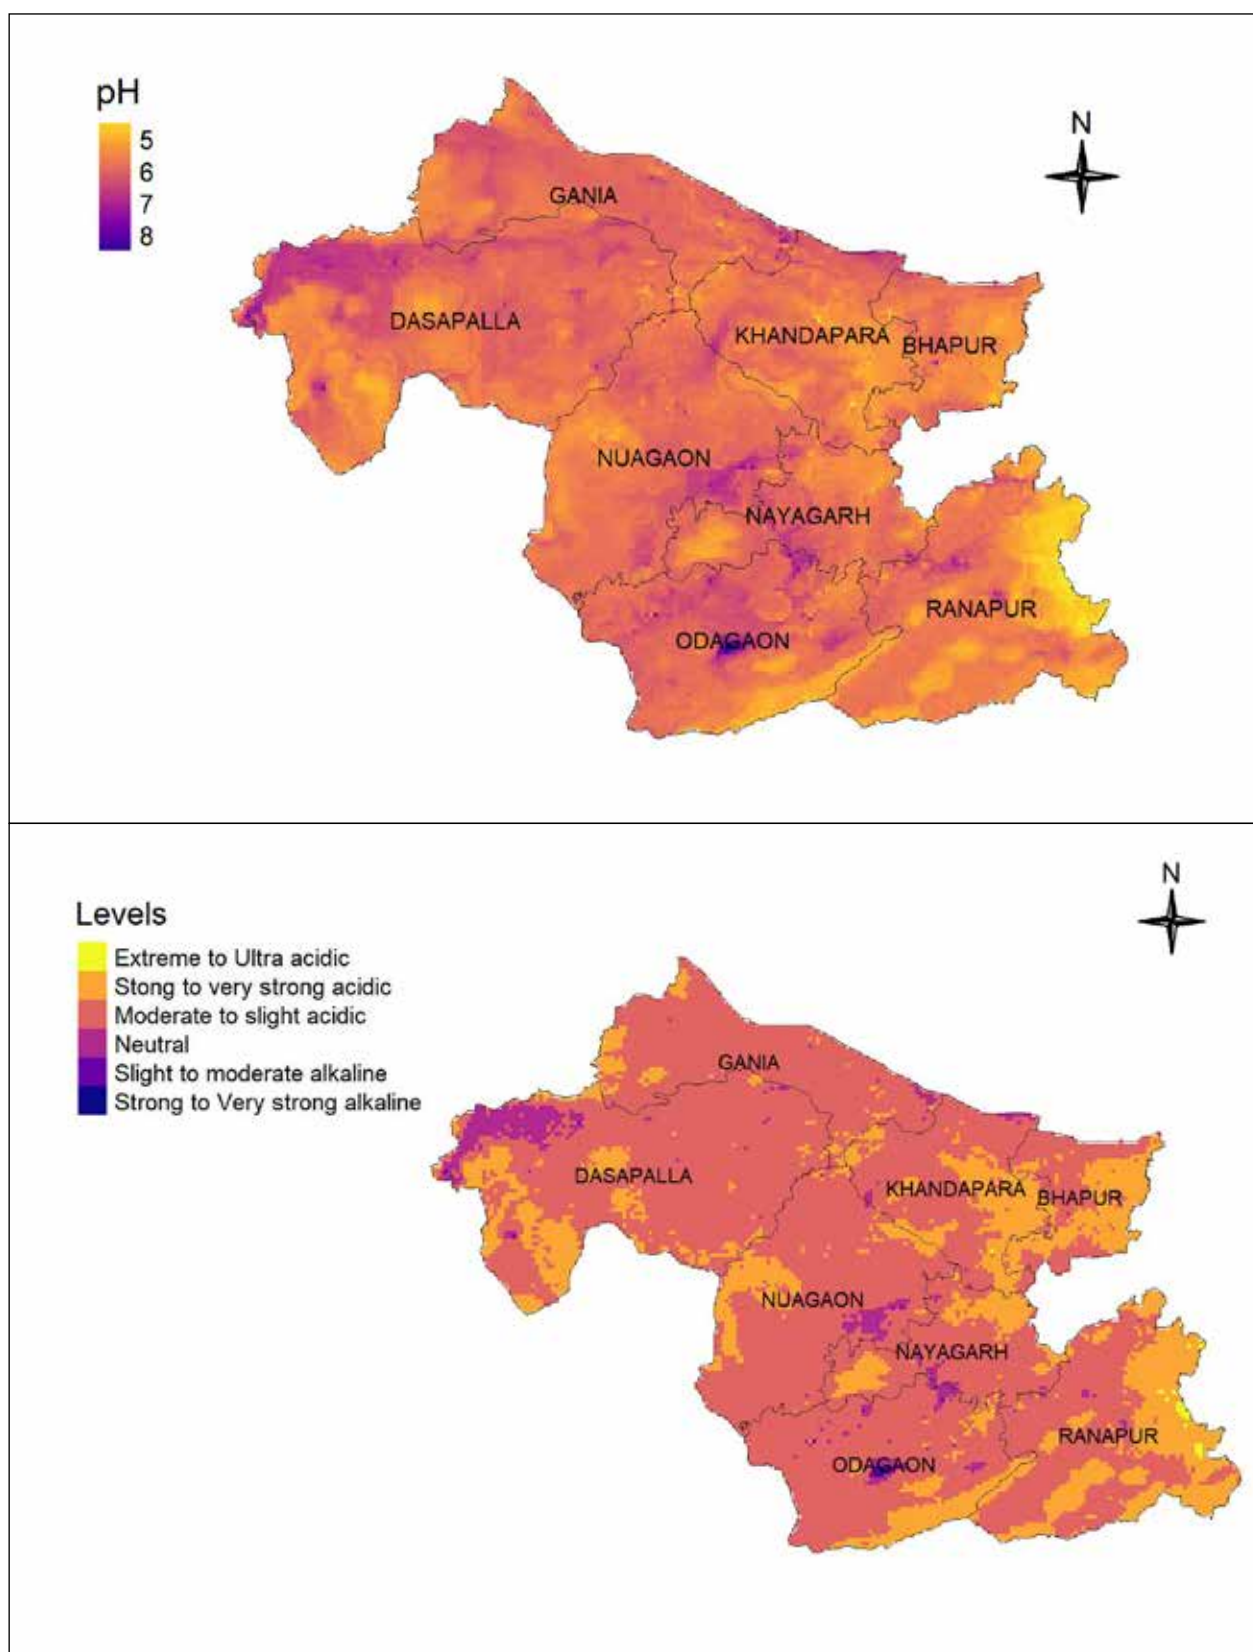 pH
5
6
7
8
N
GANIA
DASAPALLA
KHANDAPARA
BHAPUR
NUAGAON
NAYAGARH
RANAPUR
ODAGAON
N
Levels
Extreme to Ultra acidic
Stong to very strong acidic
Moderate to slight acidic
Neutral
Slight to moderate alkaline
Strong to Very strong alkaline
GANIA
DASAPALLA
KHANDAPARA
BHAPUR
NUAGAON
NAYAGARH
RANAPUR
ODAGAON